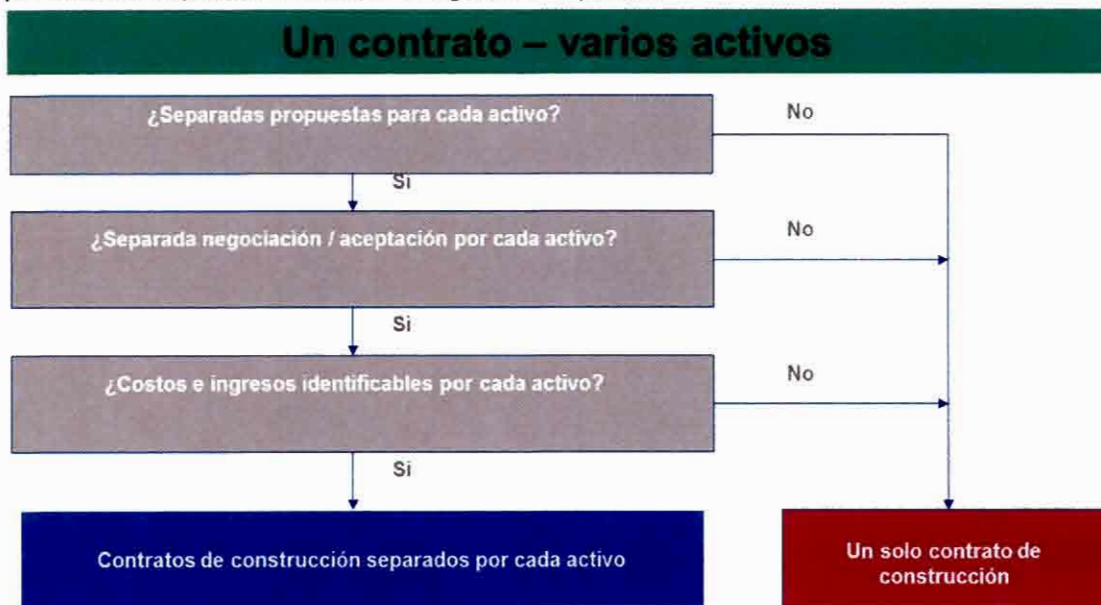 Un contrato – varios activos
¿Separadas propuestas para cada activo?
No
Si
¿Separada negociación / aceptación por cada activo?
No
Si
¿Costos e ingresos identificables por cada activo?
No
Si
Contratos de construcción separados por cada activo
Un solo contrato de
construcción